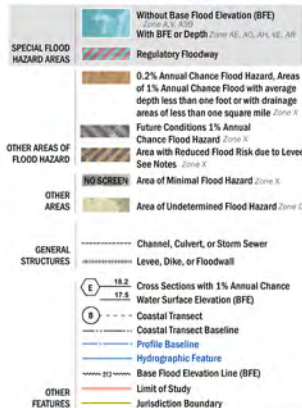 Without Base Flood Elevation (BFE)
Zone A, V, A99
With BFE or Depth Zone AE, AO, AH, VE, AR
SPECIAL FLOOD
HAZARD AREAS
Regulatory Floodway
0.2% Annual Chance Flood Hazard, Areas
of 1% Annual Chance Flood with average
depth less than one foot or with drainage
areas of less than one square mile Zone X
Future Conditions 1% Annual
Chance Flood Hazard Zone X
OTHER AREAS OF
FLOOD HAZARD
Area with Reduced Flood Risk due to Levee
See Notes Zone X
NO SCREEN Area of Minimal Flood Hazard Zone X
OTHER
AREAS
Area of Undetermined Flood Hazard Zone D
GENERAL
STRUCTURES
Channel, Culvert, or Storm Sewer
Levee, Dike, or Floodwall
E 18.2 Cross Sections with 1% Annual Chance
17.5 Water Surface Elevation (BFE)
8 Coastal Transect
Coastal Transect Baseline
Profile Baseline
Hydrographic Feature
513 Base Flood Elevation Line (BFE)
OTHER
FEATURES
Limit of Study
Jurisdiction Boundary